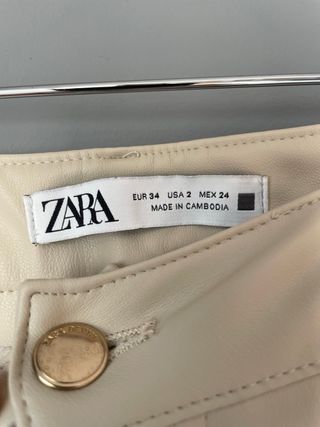 ZARA
EUR 34 USA 2 MEX 24
MADE IN CAMBODIA